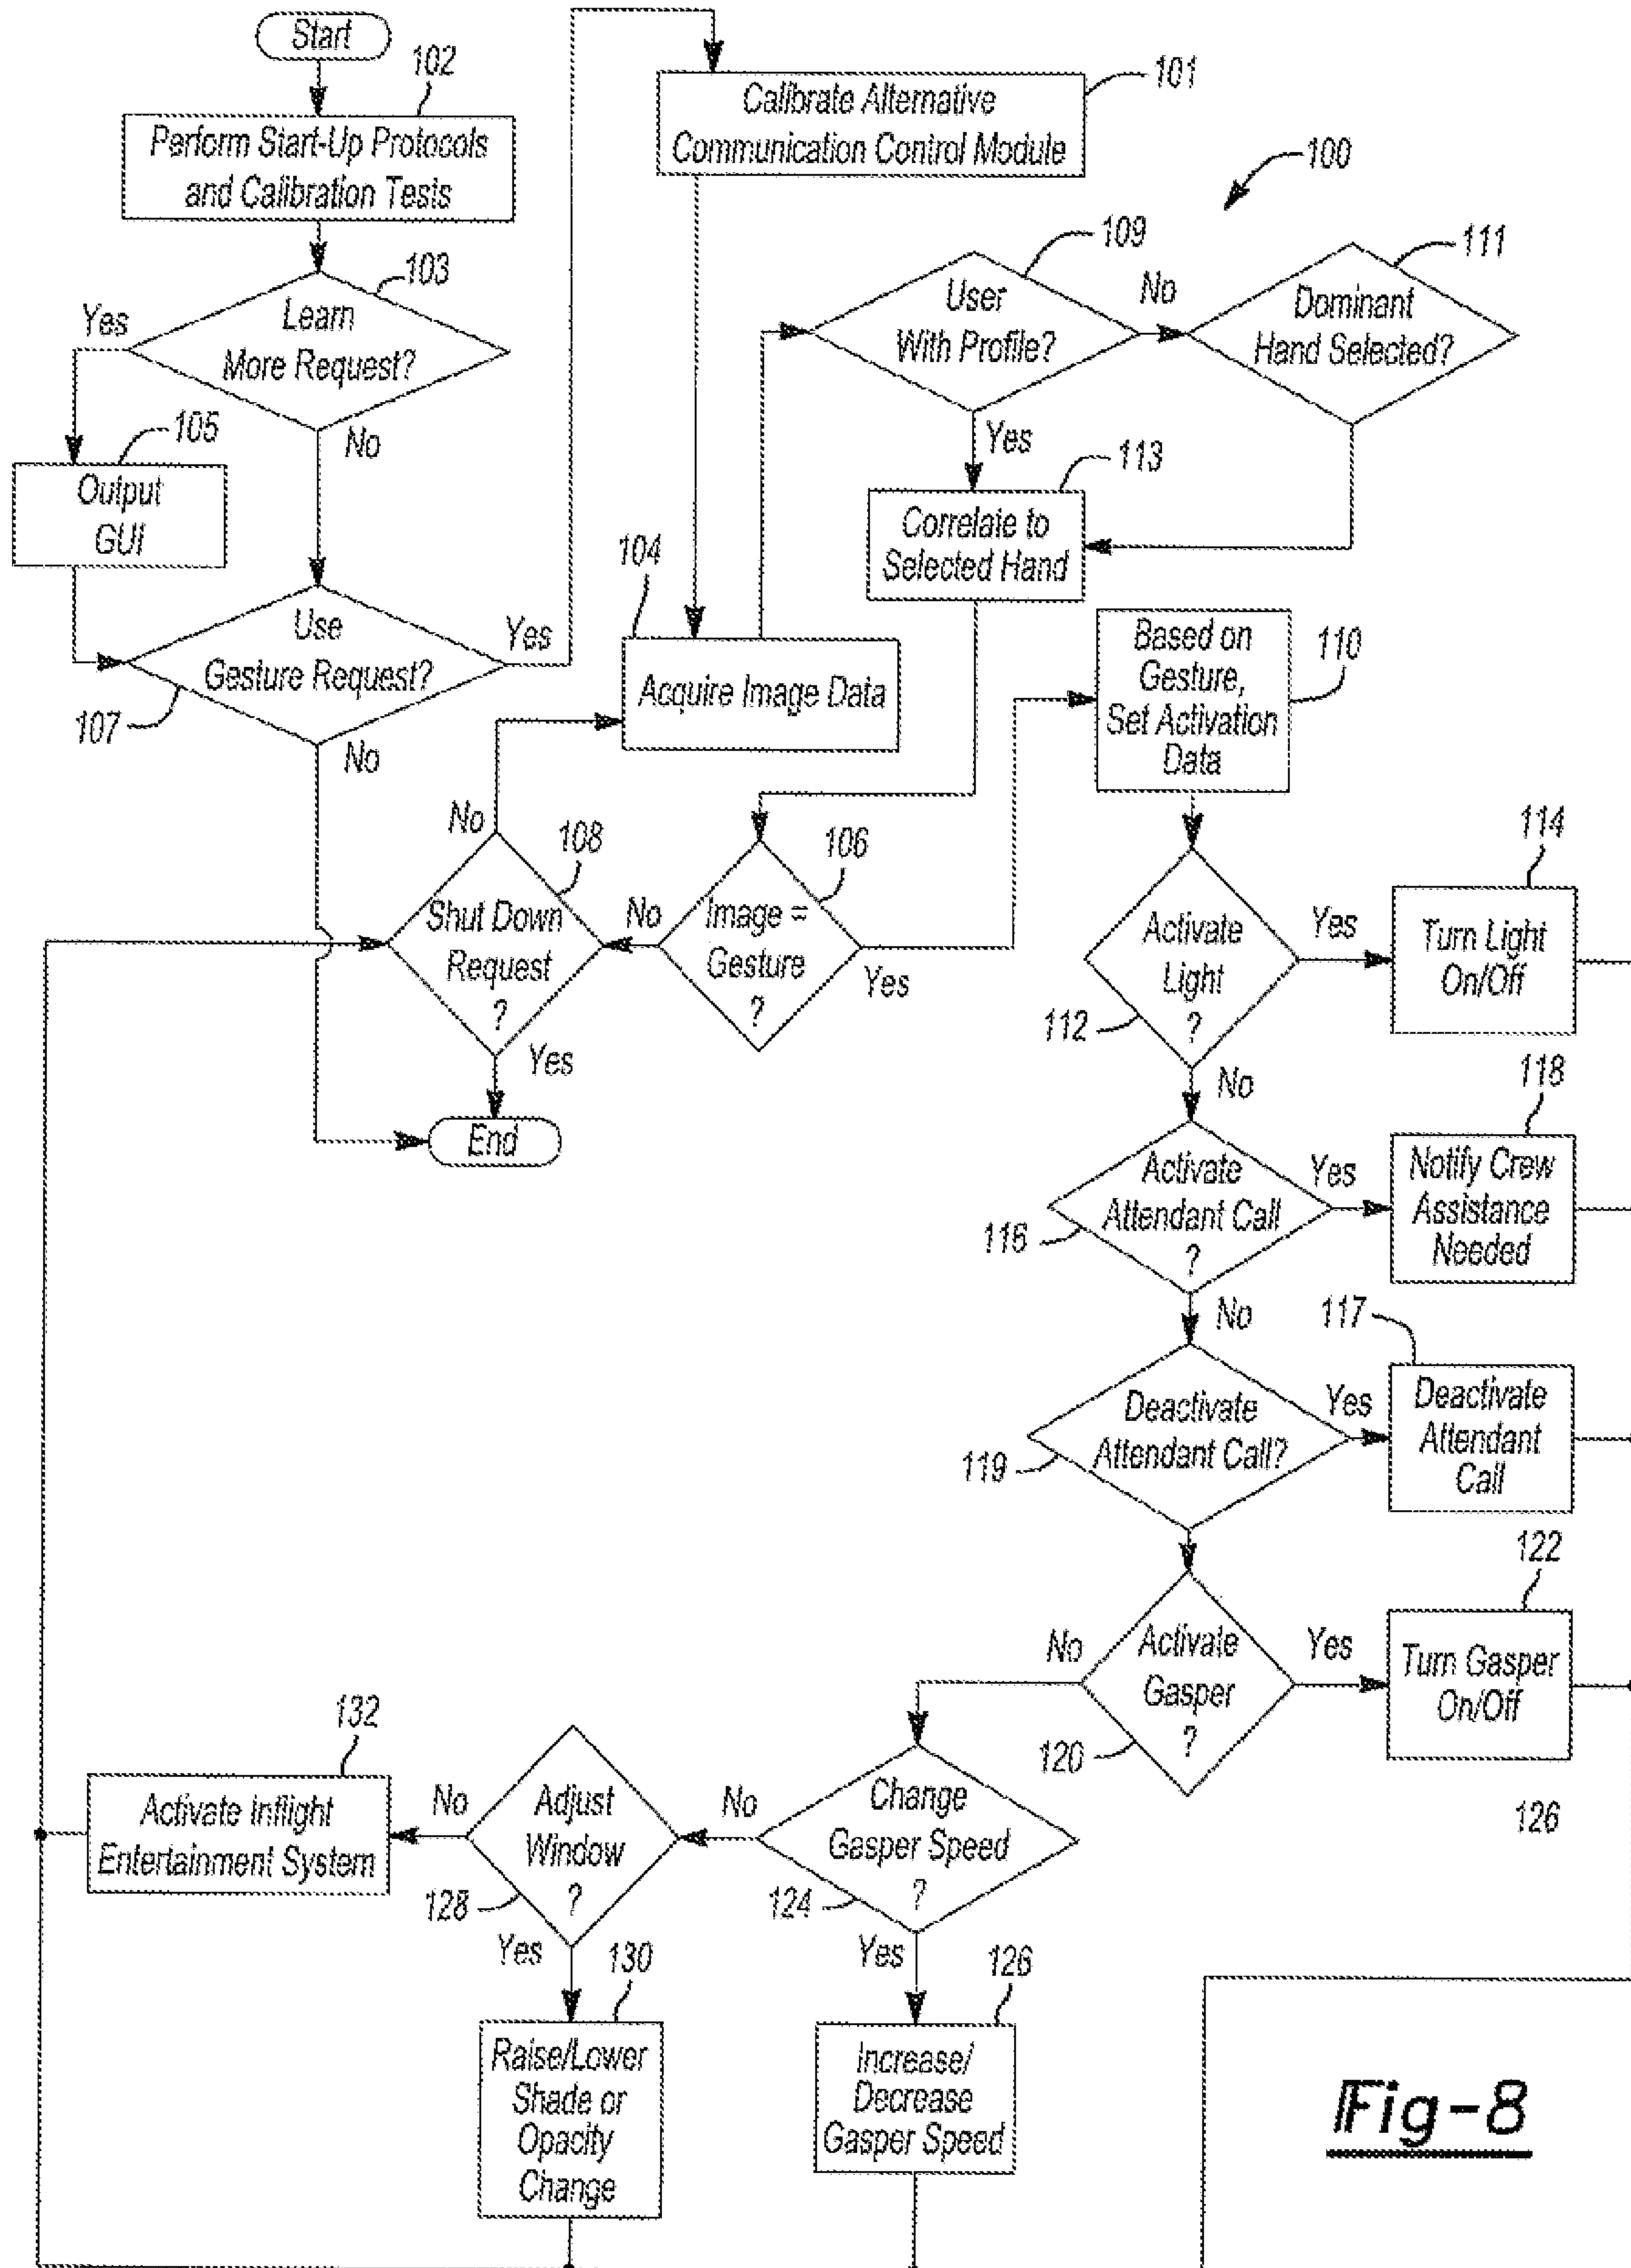 Start
102
Perform Start-Up Protocols
and Calibration Tests
103
Learn
More Request?
Yes
No
105
Output
GUI
Use
Gesture Request?
Yes
107
No
101
Calibrate Alternative
Communication Control Module
100
109
User
With Profile?
No
Yes
111
Dominant
Hand Selected?
113
Correlate to
Selected Hand
104
Acquire Image Data
110
Based on
Gesture,
Set Activation
Data
No
108
Shut Down
Request
?
Yes
End
106
No
Image =
Gesture
?
Yes
Activate
Light
?
112
Yes
No
114
Turn Light
On/Off
Activate
Attendant Call
?
116
Yes
No
118
Notify Crew
Assistance
Needed
Deactivate
Attendant Call?
119
Yes
117
Deactivate
Attendant
Call
Activate
Gasper
?
120
No
Yes
122
Turn Gasper
On/Off
126
Change
Gasper Speed
?
124
No
Yes
126
Increase/
Decrease
Gasper Speed
Adjust
Window
?
128
No
Yes
130
Raise/Lower
Shade or
Opacity
Change
132
Activate Inflight
Entertainment System
Fig-8